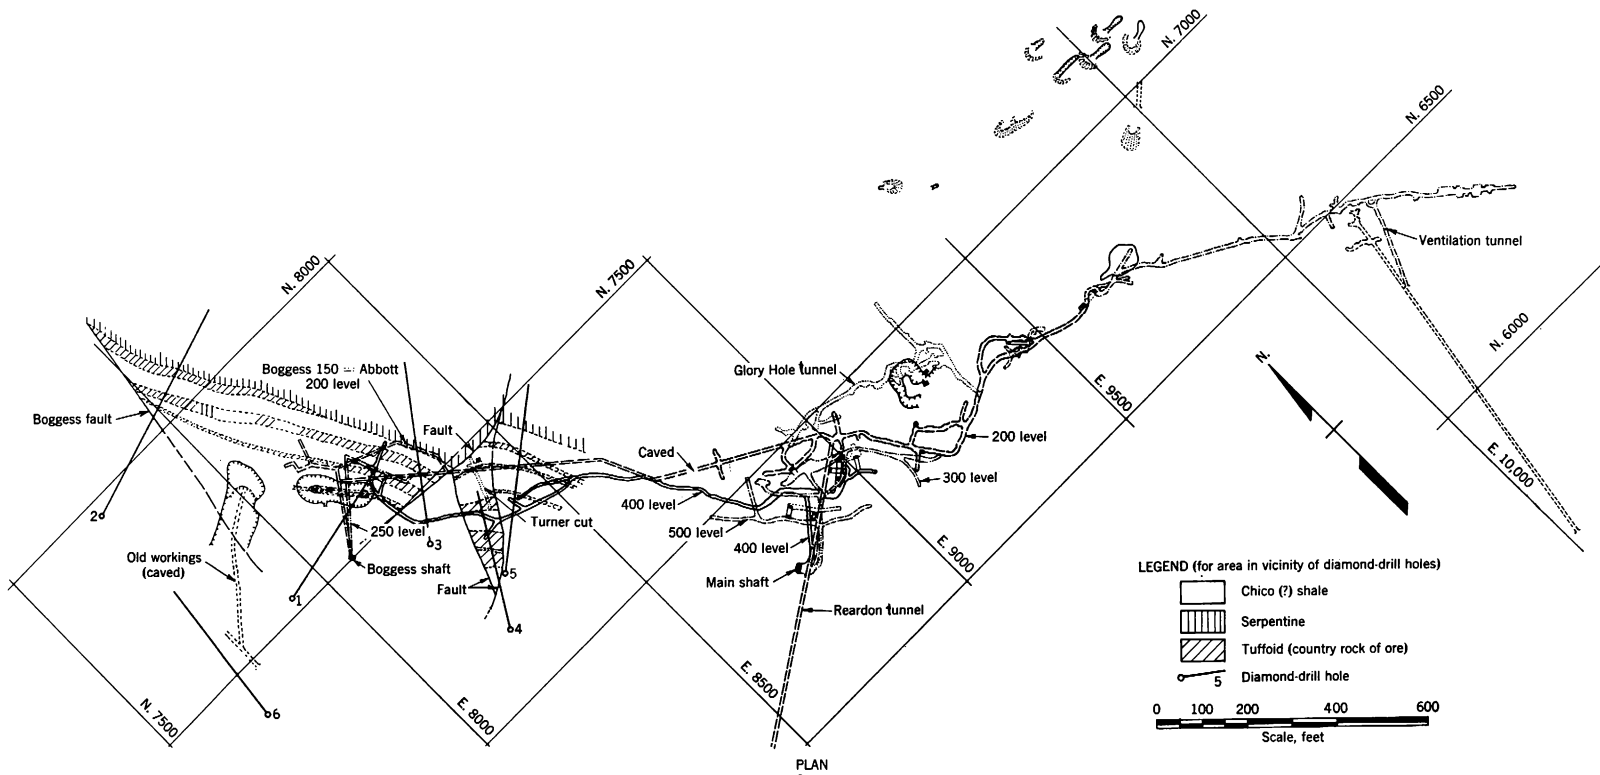 N. 7000
N. 6500
Ventilation tunnel
N. 8000
N. 7500
N. 6000
N.
Boggess 150 = Abbott
200 level
Glory Hole tunnel
E. 9500
Boggess fault
Fault
Caved
200 level
E. 10,000
300 level
400 level
2
Turner cut
500 level
250 level
3
400 level
E. 9000
Old workings
(caved)
Boggess shaft
5
Fault
Main shaft
1
Reardon tunnel
4
LEGEND (for area in vicinity of diamond-drill holes)
Chico (?) shale
Serpentine
Tuffoid (country rock of ore)
5 Diamond-drill hole
E. 8500
6
N. 7500
E. 8000
0 100 200 400 600
Scale, feet
PLAN